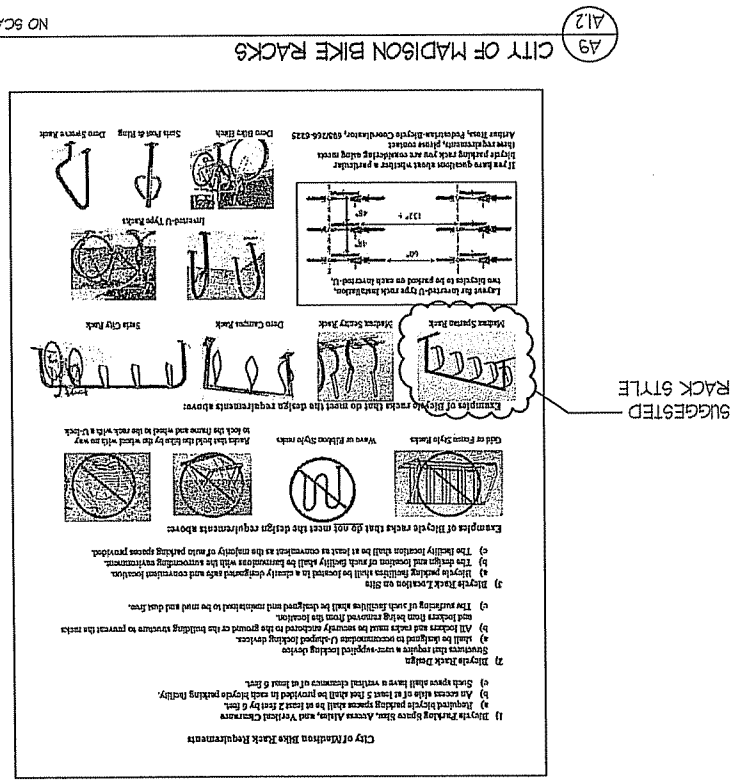 City of Madison Bike Rack Requirements
1) Bicycle Parking Space Size, Access Aisles, and Vertical Clearance
a) Required bicycle parking spaces shall be at least 2 feet by 6 feet.
b) An access aisle of at least 5 feet shall be provided in each bicycle parking facility.
c) Such spaces shall have a vertical clearance of at least 6 feet.
2) Bicycle Rack Design
Structures that require a user-supplied locking device
a) shall be designed to accommodate U-shaped locking devices.
b) All lockers and racks must be securely anchored to the ground or the building structure to prevent the racks
and lockers from being removed from the location.
c) The surfacing of such facilities shall be designed and maintained to be mud and dust free.
3) Bicycle Rack Location on Site
a) Bicycle parking facilities shall be located in a clearly designated safe and convenient location.
b) The design and location of such facility shall be harmonious with the surrounding environment.
c) The facility location shall be at least as convenient as the majority of auto parking spaces provided.
Examples of Bicycle racks that do not meet the design requirements above:
Grid or Fence Style Racks
Wave or Ribbon Style racks
Racks that hold the bike by the wheel with no way
to lock the frame and wheel to the rack with a U-lock
Examples of Bicycle racks that do meet the design requirements above:
SUGGESTED
RACK STYLE
Madrax Spartan Rack
Madrax Sentry Rack
Dero Campus Rack
Saris City Rack
Layout for Inverted-U type rack installation,
two bicycles to be parked on each inverted-U.
60"
48"
132"
48"
Inverted-U Type Racks
If you have questions about whether a particular
bicycle parking rack you are considering using meets
these requirements, please contact
Arthur Ross, Pedestrian-Bicycle Coordinator, 608/266-6225
Dero Bike Hitch
Saris Post & Ring
Dero Swerve Rack
A9
A1.2
CITY OF MADISON BIKE RACKS
NO SCA